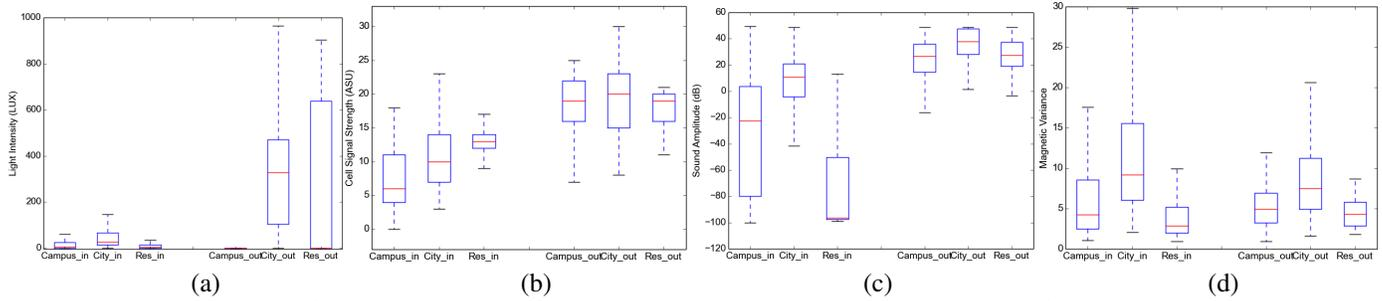 Light Intensity (LUX)
1000
800
600
400
200
0
Campus_in City_in Res_in Campus_out City_out Res_out
(a)
Cell Signal Strength (ASU)
30
25
20
15
10
5
0
Campus_in City_in Res_in Campus_out City_out Res_out
(b)
Sound Amplitude (dB)
60
40
20
0
−20
−40
−60
−80
−100
−120
Campus_in City_in Res_in Campus_out City_out Res_out
(c)
Magnetic Variance
30
25
20
15
10
5
0
Campus_in City_in Res_in Campus_out City_out Res_out
(d)